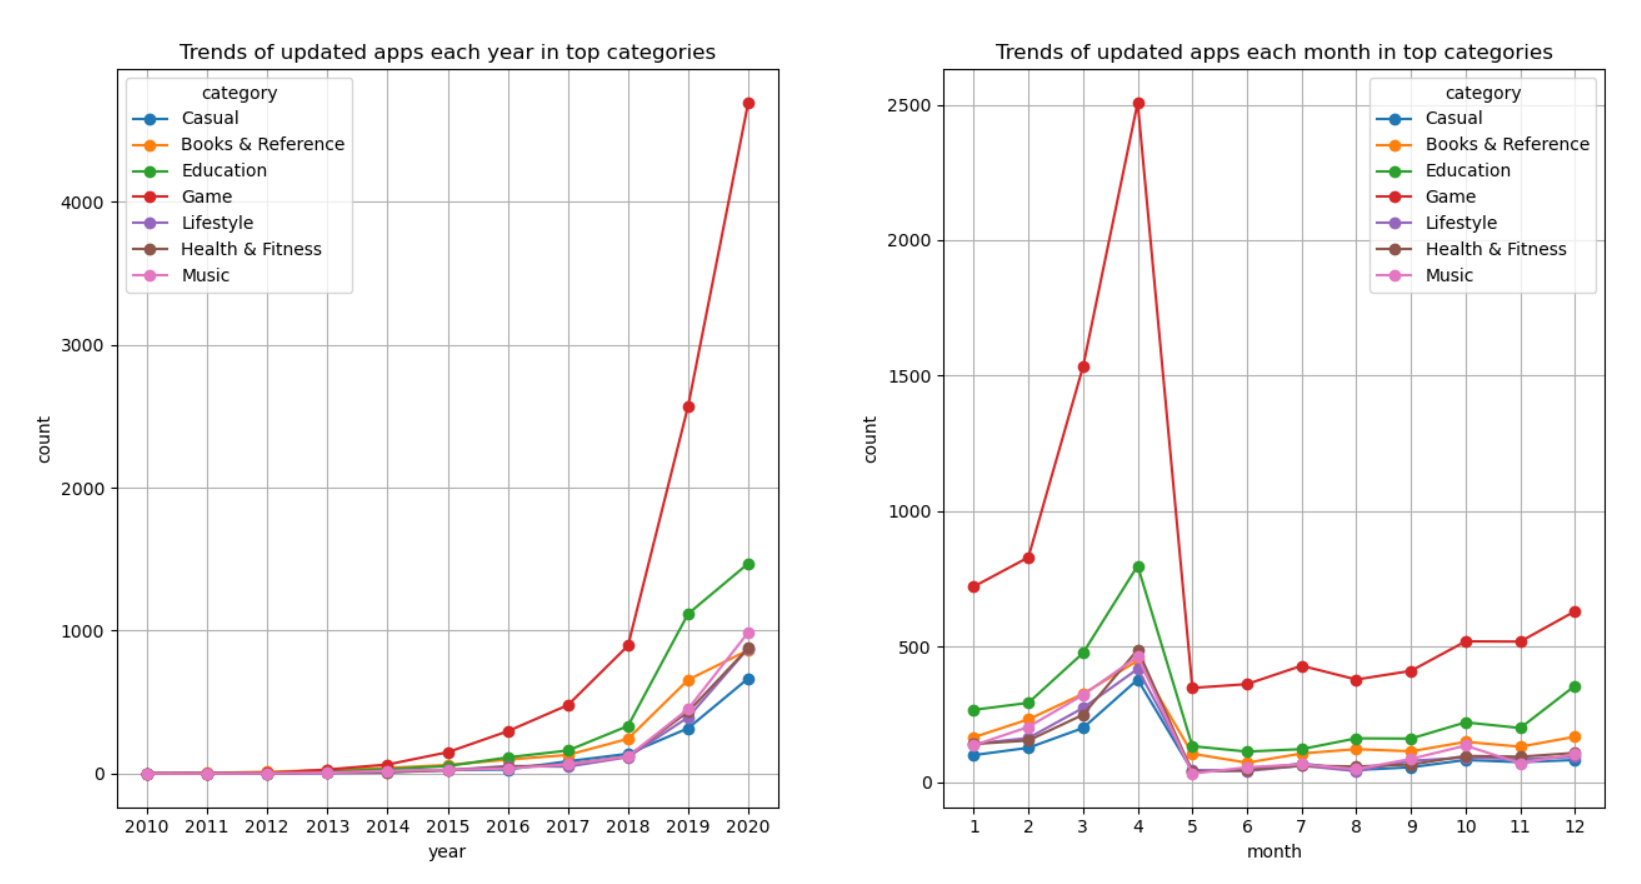 Trends of updated apps each year in top categories
category
Casual
Books & Reference
Education
Game
Lifestyle
Health & Fitness
Music
4000
3000
2000
1000
0
count
2010 2011 2012 2013 2014 2015 2016 2017 2018 2019 2020
year
Trends of updated apps each month in top categories
category
Casual
Books & Reference
Education
Game
Lifestyle
Health & Fitness
Music
2500
2000
1500
1000
500
0
count
1 2 3 4 5 6 7 8 9 10 11 12
month